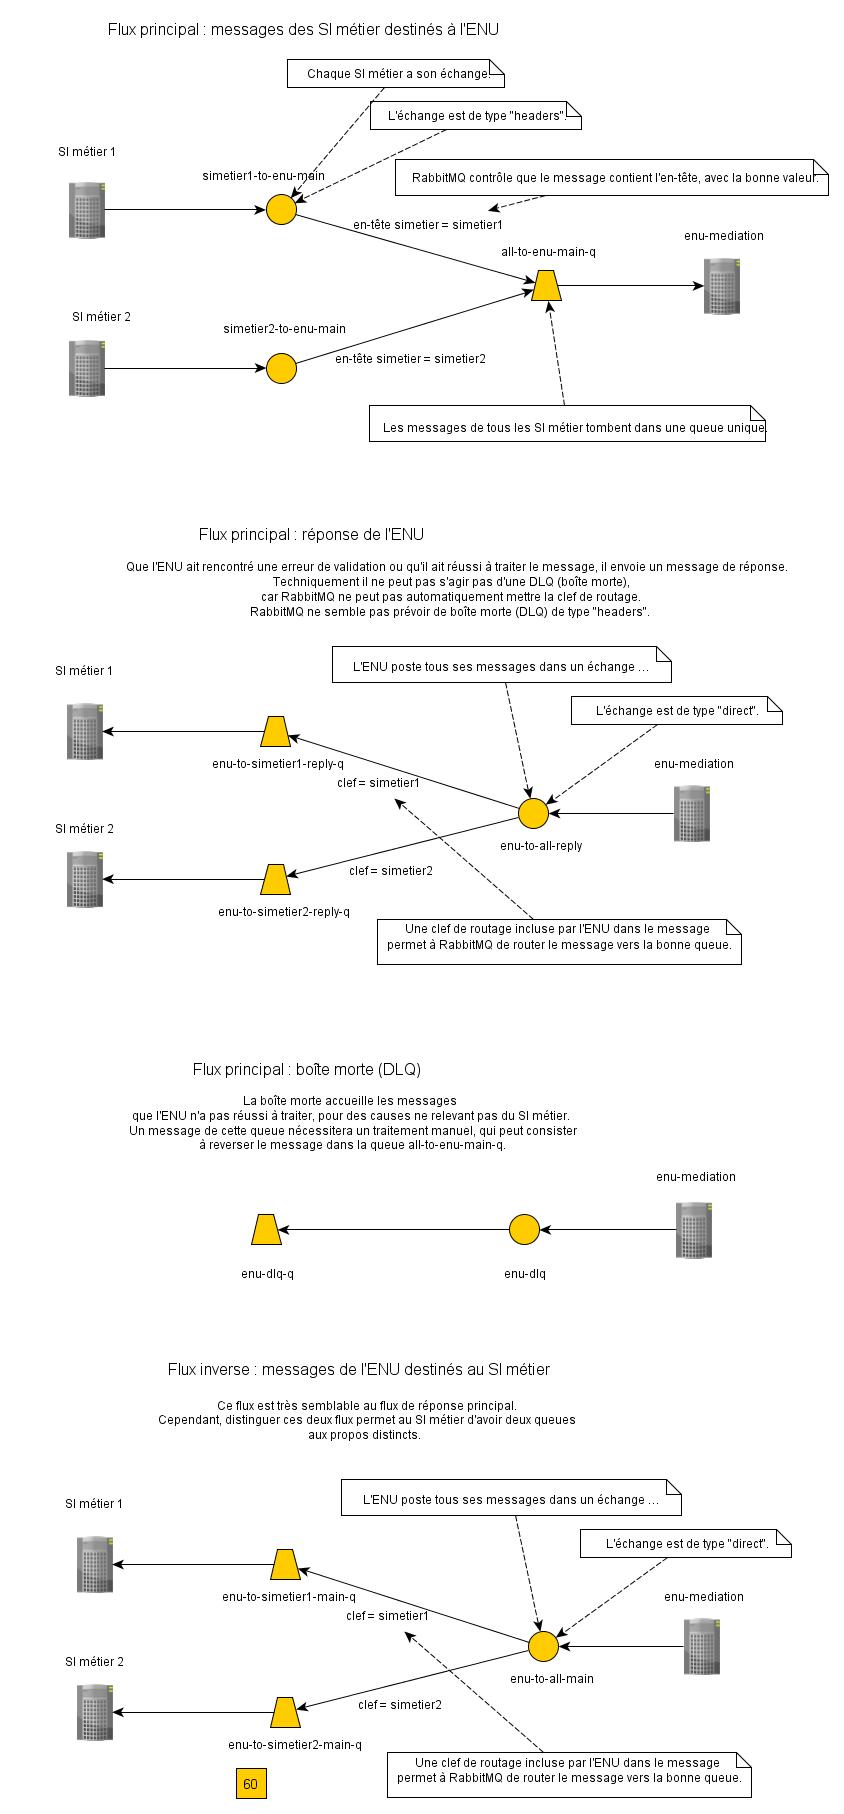 Flux principal : messages des SI métier destinés à l'ENU
Chaque SI métier a son échange.
L'échange est de type "headers".
SI métier 1
simetier1-to-enu-main
RabbitMQ contrôle que le message contient l'en-tête, avec la bonne valeur.
en-tête simetier = simetier1
enu-mediation
all-to-enu-main-q
SI métier 2
simetier2-to-enu-main
en-tête simetier = simetier2
Les messages de tous les SI métier tombent dans une queue unique.
Flux principal : réponse de l'ENU
Que l'ENU ait rencontré une erreur de validation ou qu'il ait réussi à traiter le message, il envoie un message de réponse.
Techniquement il ne peut pas s'agir pas d'une DLQ (boîte morte),
car RabbitMQ ne peut pas automatiquement mettre la clef de routage.
RabbitMQ ne semble pas prévoir de boîte morte (DLQ) de type "headers".
SI métier 1
L'ENU poste tous ses messages dans un échange ...
L'échange est de type "direct".
enu-to-simetier1-reply-q
enu-mediation
clef = simetier1
SI métier 2
enu-to-all-reply
clef = simetier2
enu-to-simetier2-reply-q
Une clef de routage incluse par l'ENU dans le message
permet à RabbitMQ de router le message vers la bonne queue.
Flux principal : boîte morte (DLQ)
La boîte morte accueille les messages
que l'ENU n'a pas réussi à traiter, pour des causes ne relevant pas du SI métier.
Un message de cette queue nécessitera un traitement manuel, qui peut consister
à reverser le message dans la queue all-to-enu-main-q.
enu-mediation
enu-dlq-q
enu-dlq
Flux inverse : messages de l'ENU destinés au SI métier
Ce flux est très semblable au flux de réponse principal.
Cependant, distinguer ces deux flux permet au SI métier d'avoir deux queues
aux propos distincts.
SI métier 1
L'ENU poste tous ses messages dans un échange ...
L'échange est de type "direct".
enu-to-simetier1-main-q
enu-mediation
clef = simetier1
SI métier 2
enu-to-all-main
clef = simetier2
enu-to-simetier2-main-q
Une clef de routage incluse par l'ENU dans le message
permet à RabbitMQ de router le message vers la bonne queue.
60